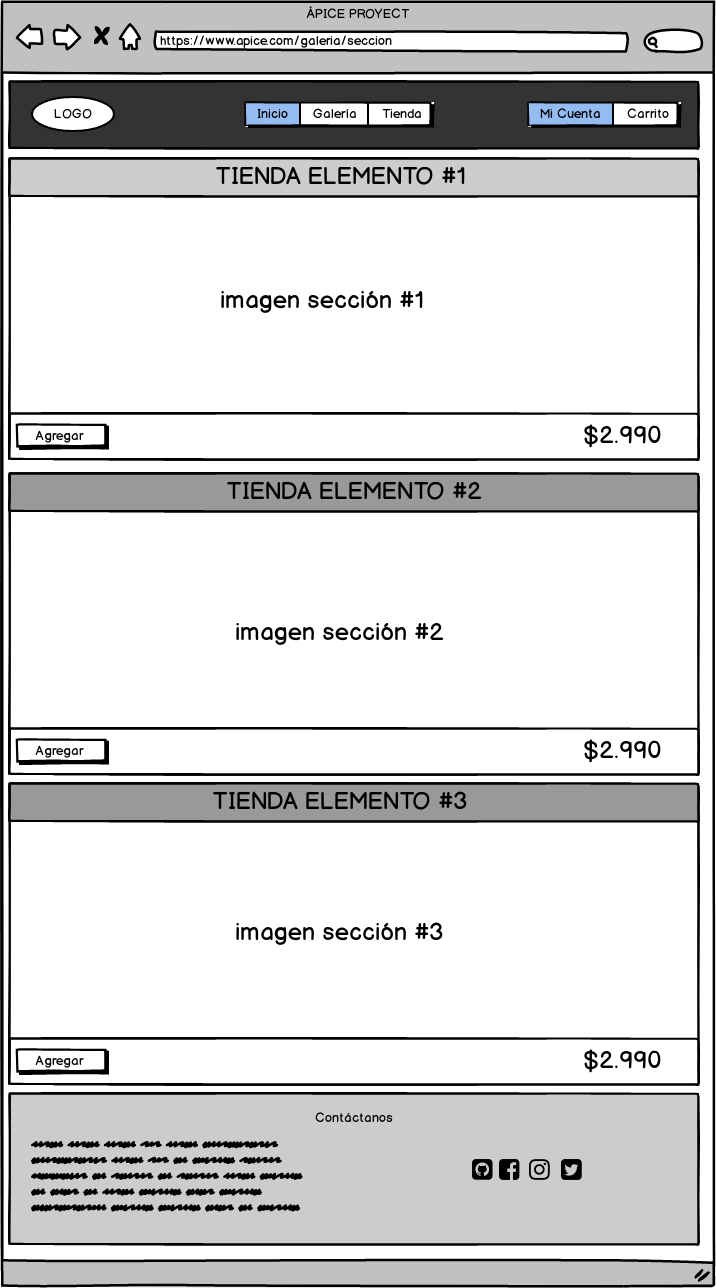 ÁPICE PROYECT
https://www.apice.com/galeria/seccion
LOGO
Inicio Galería Tienda
Mi Cuenta Carrito
TIENDA ELEMENTO #1
imagen sección #1
Agregar $2.990
TIENDA ELEMENTO #2
imagen sección #2
Agregar $2.990
TIENDA ELEMENTO #3
imagen sección #3
Agregar $2.990
Contáctanos